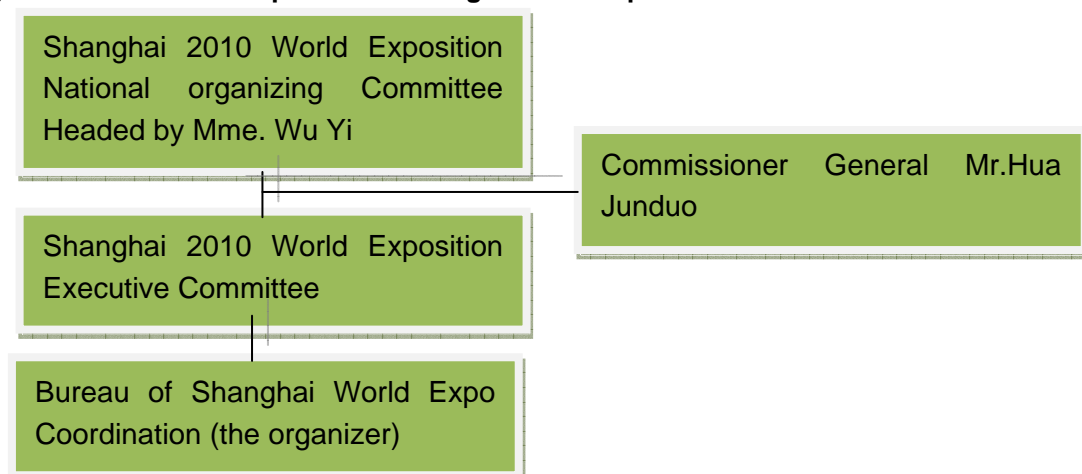 Shanghai 2010 World Exposition
National organizing Committee
Headed by Mme. Wu Yi
Commissioner General Mr.Hua
Junduo
Shanghai 2010 World Exposition
Executive Committee
Bureau of Shanghai World Expo
Coordination (the organizer)